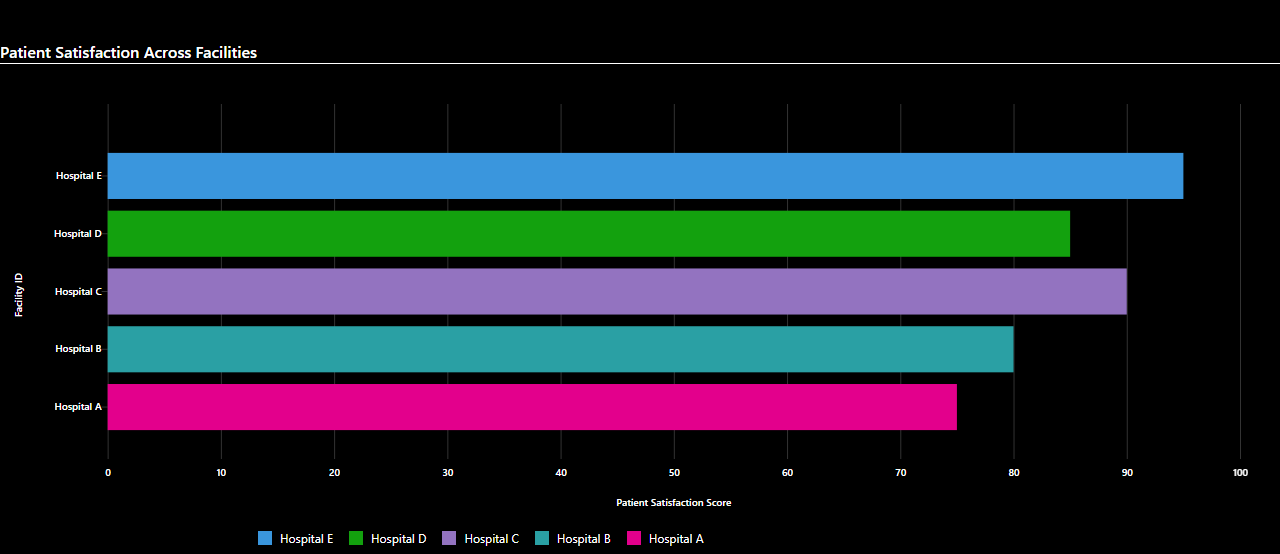 Patient Satisfaction Across Facilities
Hospital E
Hospital D
Hospital C
Hospital B
Hospital A
Facility ID
0 10 20 30 40 50 60 70 80 90 100
Patient Satisfaction Score
Hospital E Hospital D Hospital C Hospital B Hospital A